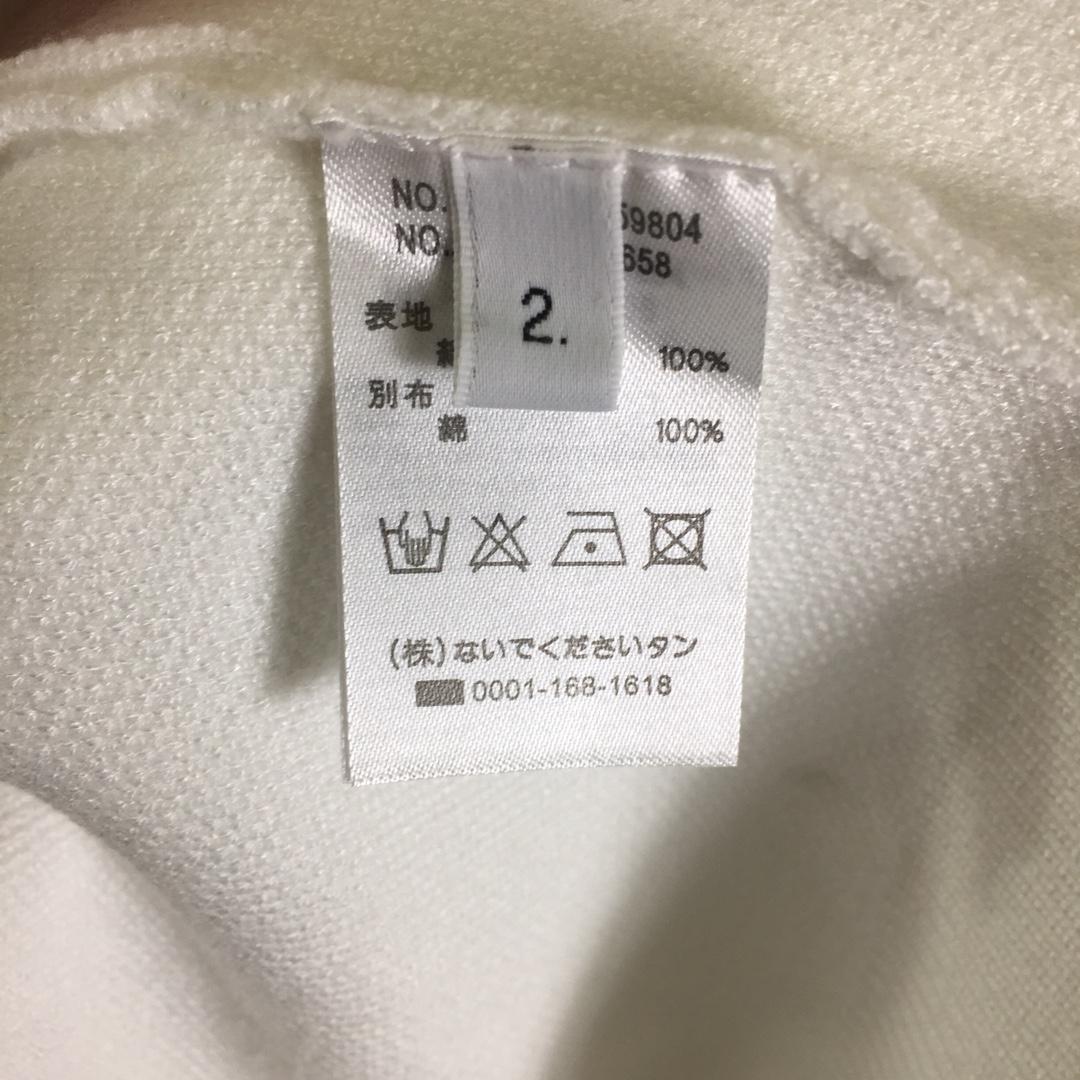 NO. 59804
NO. 658
2.
表地
綿 100%
別布
綿 100%
(株)ないでくださいタン
0001-168-1618